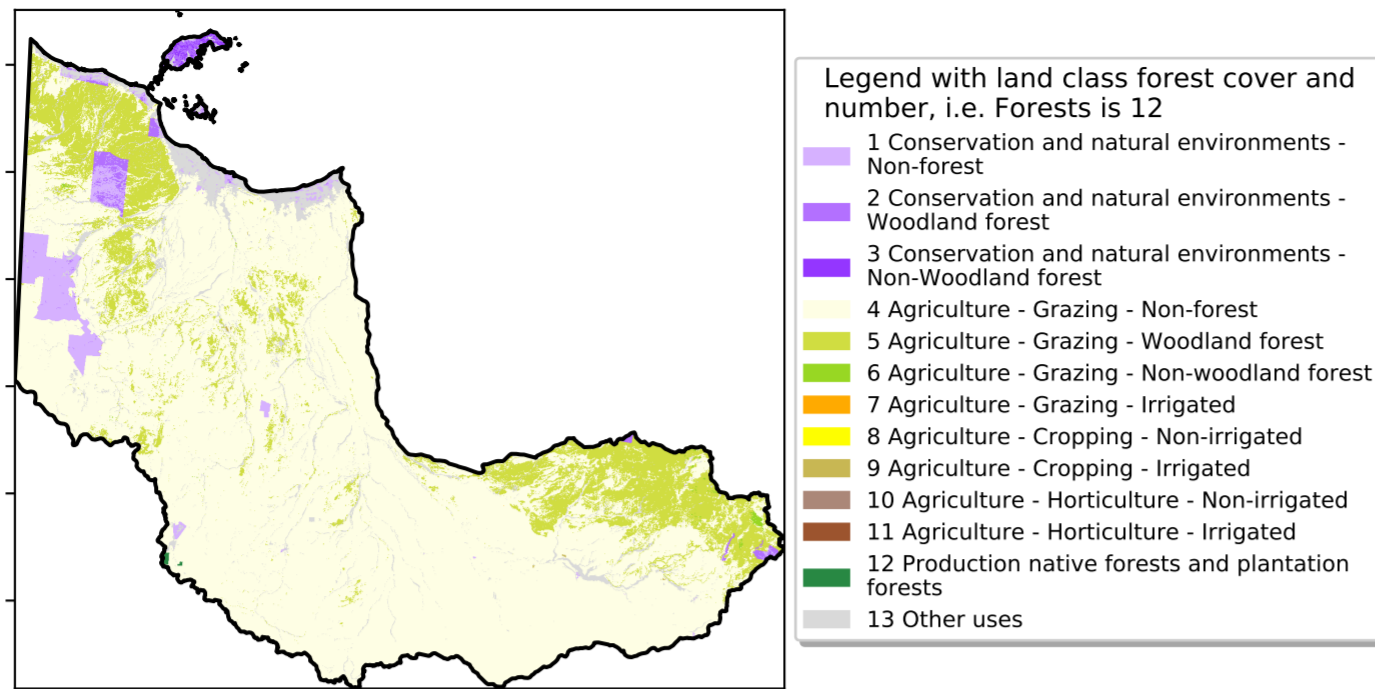 Legend with land class forest cover and
number, i.e. Forests is 12
1 Conservation and natural environments -
Non-forest
2 Conservation and natural environments -
Woodland forest
3 Conservation and natural environments -
Non-Woodland forest
4 Agriculture - Grazing - Non-forest
5 Agriculture - Grazing - Woodland forest
6 Agriculture - Grazing - Non-woodland forest
7 Agriculture - Grazing - Irrigated
8 Agriculture - Cropping - Non-irrigated
9 Agriculture - Cropping - Irrigated
10 Agriculture - Horticulture - Non-irrigated
11 Agriculture - Horticulture - Irrigated
12 Production native forests and plantation
forests
13 Other uses